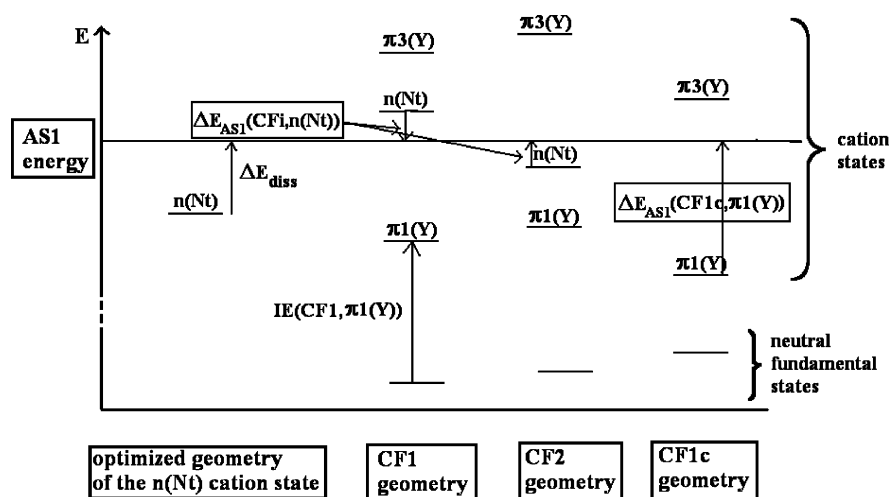 E
π3(Y)
π3(Y)
π3(Y)
n(Nt)
ΔE_AS1(CFi,n(Nt))
AS1
energy
n(Nt)
cation
states
ΔE_diss
n(Nt)
ΔE_AS1(CF1c,π1(Y))
π1(Y)
π1(Y)
π1(Y)
IE(CF1,π1(Y))
neutral
fundamental
states
optimized geometry
of the n(Nt) cation state
CF1
geometry
CF2
geometry
CF1c
geometry